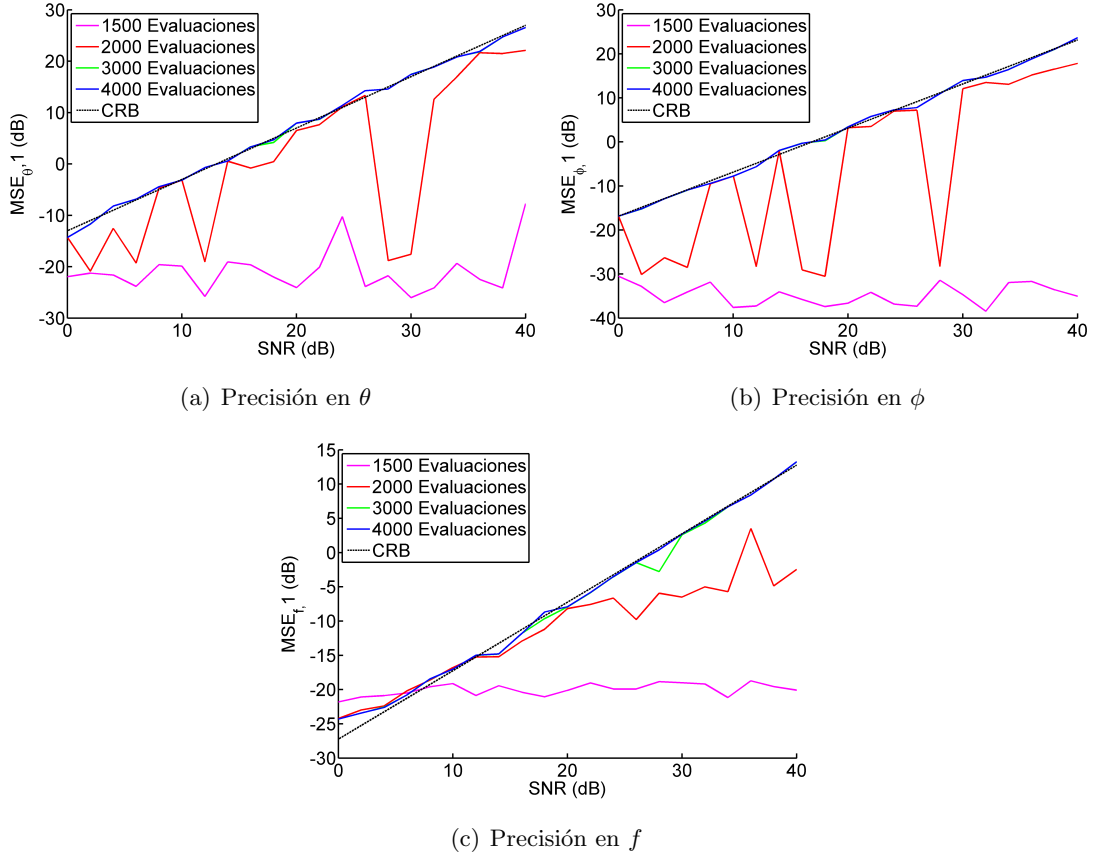 30
20
10
0
-10
-20
-30
0
10
20
30
40
SNR (dB)
MSE_θ,1 (dB)
1500 Evaluaciones
2000 Evaluaciones
3000 Evaluaciones
4000 Evaluaciones
CRB
(a) Precisión en θ
30
20
10
0
-10
-20
-30
-40
0
10
20
30
40
SNR (dB)
MSE_ϕ,1 (dB)
1500 Evaluaciones
2000 Evaluaciones
3000 Evaluaciones
4000 Evaluaciones
CRB
(b) Precisión en ϕ
15
10
5
0
-5
-10
-15
-20
-25
-30
0
10
20
30
40
SNR (dB)
MSE_f,1 (dB)
1500 Evaluaciones
2000 Evaluaciones
3000 Evaluaciones
4000 Evaluaciones
CRB
(c) Precisión en f